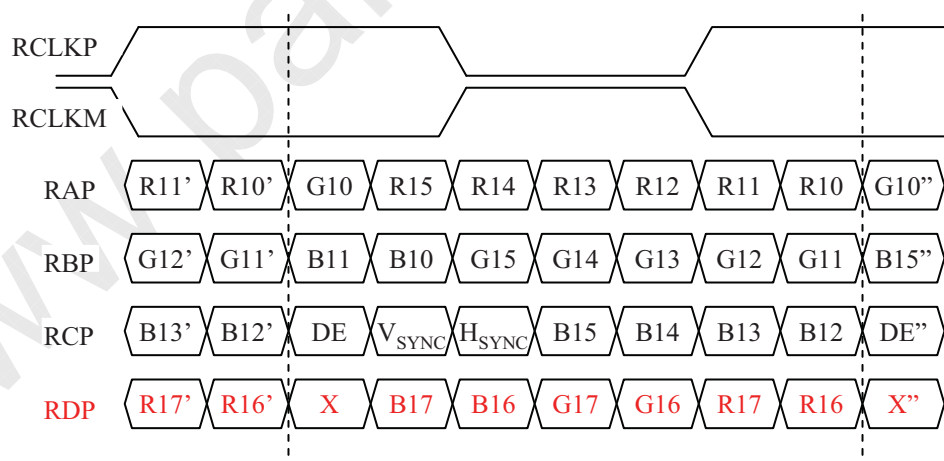 RCLKP
RCLKM
RAP R11’ R10’ G10 R15 R14 R13 R12 R11 R10 G10”
RBP G12’ G11’ B11 B10 G15 G14 G13 G12 G11 B15”
RCP B13’ B12’ DE VSYNC HSYNC B15 B14 B13 B12 DE”
RDP R17’ R16’ X B17 B16 G17 G16 R17 R16 X”